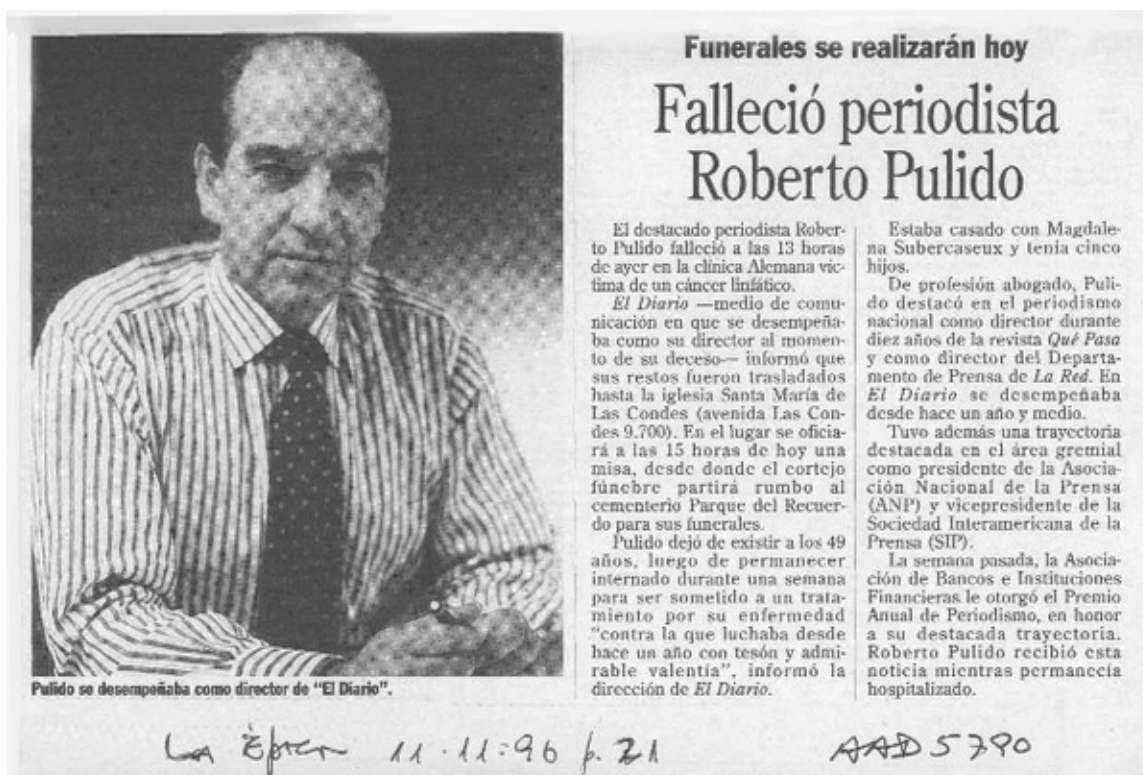 Funerales se realizarán hoy
Falleció periodista
Roberto Pulido
El destacado periodista Rober-
to Pulido falleció a las 13 horas
de ayer en la clínica Alemana víc-
tima de un cáncer linfático.
El Diario —medio de comu-
nicación en que se desempeña-
ba como su director al momen-
to de su deceso— informó que
sus restos fueron trasladados
hasta la iglesia Santa María de
Las Condes (avenida Las Con-
des 9.700). En el lugar se oficia-
rá a las 15 horas de hoy una
misa, desde donde el cortejo
fúnebre partirá rumbo al
cementerio Parque del Recuer-
do para sus funerales.
Pulido dejó de existir a los 49
años, luego de permanecer
internado durante una semana
para ser sometido a un trata-
miento por su enfermedad
"contra la que luchaba desde
hace un año con tesón y admi-
rable valentía", informó la
dirección de El Diario.
Estaba casado con Magdale-
na Subercaseux y tenía cinco
hijos.
De profesión abogado, Puli-
do destacó en el periodismo
nacional como director durante
diez años de la revista Qué Pasa
y como director del Departa-
mento de Prensa de La Red. En
El Diario se desempeñaba
desde hace un año y medio.
Tuvo además una trayectoria
destacada en el área gremial
como presidente de la Asocia-
ción Nacional de la Prensa
(ANP) y vicepresidente de la
Sociedad Interamericana de la
Prensa (SIP).
La semana pasada, la Asocia-
ción de Bancos e Instituciones
Financieras le otorgó el Premio
Anual de Periodismo, en honor
a su destacada trayectoria.
Roberto Pulido recibió esta
noticia mientras permanecía
hospitalizado.
Pulido se desempeñaba como director de "El Diario".
La Época 11.11.96 p. 21 AAD5790